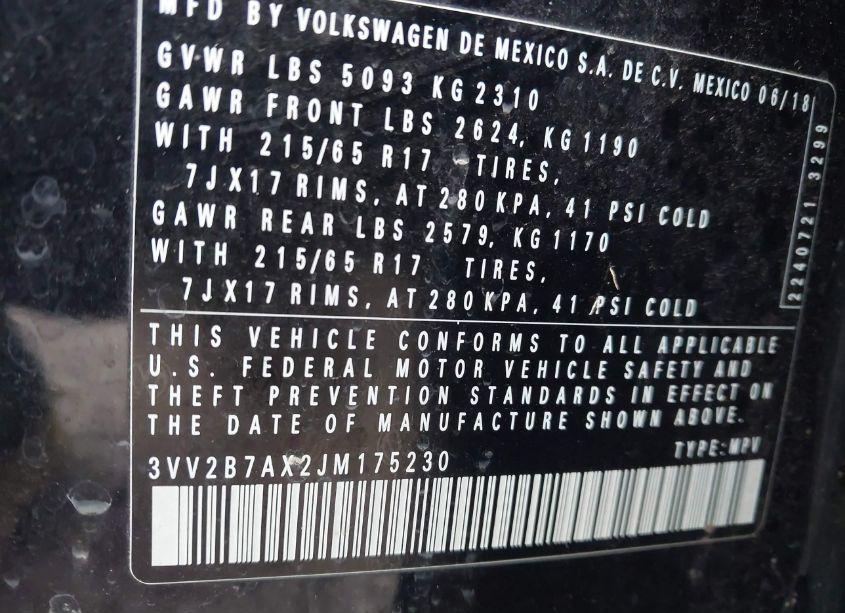 MFD BY VOLKSWAGEN DE MEXICO S.A. DE C.V. MEXICO 06/18
GVWR LBS 5093 KG 2310
GAWR FRONT LBS 2624, KG 1190
WITH 215/65 R17 TIRES,
7JX17 RIMS, AT 280 KPA, 41 PSI COLD
GAWR REAR LBS 2579, KG 1170
WITH 215/65 R17 TIRES,
7JX17 RIMS, AT 280 KPA, 41 PSI COLD
2240721 3299
THIS VEHICLE CONFORMS TO ALL APPLICABLE
U.S. FEDERAL MOTOR VEHICLE SAFETY AND
THEFT PREVENTION STANDARDS IN EFFECT ON
THE DATE OF MANUFACTURE SHOWN ABOVE.
3VV2B7AX2JM175230 TYPE:MPV